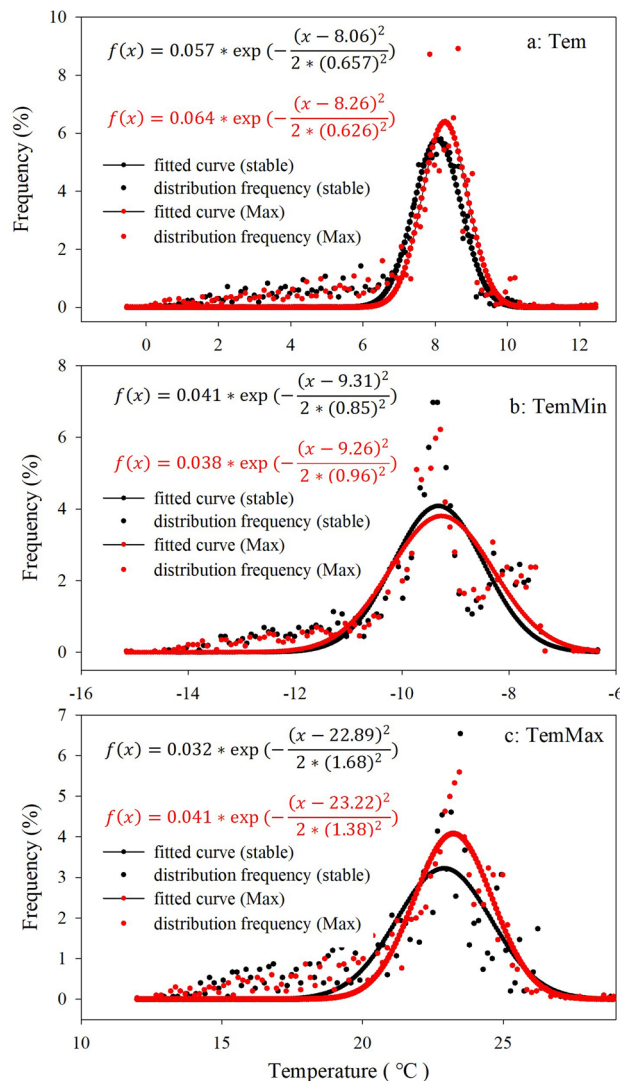 a: Tem
f(x) = 0.057 ∗ exp (−(x − 8.06)²/2 ∗ (0.657)²)
f(x) = 0.064 ∗ exp (−(x − 8.26)²/2 ∗ (0.626)²)
fitted curve (stable)
distribution frequency (stable)
fitted curve (Max)
distribution frequency (Max)
Frequency (%)
10
8
6
4
2
0
0 2 4 6 8 10 12
b: TemMin
f(x) = 0.041 ∗ exp (−(x − 9.31)²/2 ∗ (0.85)²)
f(x) = 0.038 ∗ exp (−(x − 9.26)²/2 ∗ (0.96)²)
fitted curve (stable)
distribution frequency (stable)
fitted curve (Max)
distribution frequency (Max)
Frequency (%)
8
6
4
2
0
-16 -14 -12 -10 -8 -6
c: TemMax
f(x) = 0.032 ∗ exp (−(x − 22.89)²/2 ∗ (1.68)²)
f(x) = 0.041 ∗ exp (−(x − 23.22)²/2 ∗ (1.38)²)
fitted curve (stable)
distribution frequency (stable)
fitted curve (Max)
distribution frequency (Max)
Frequency (%)
7
6
5
4
3
2
1
0
10 15 20 25
Temperature ( °C )